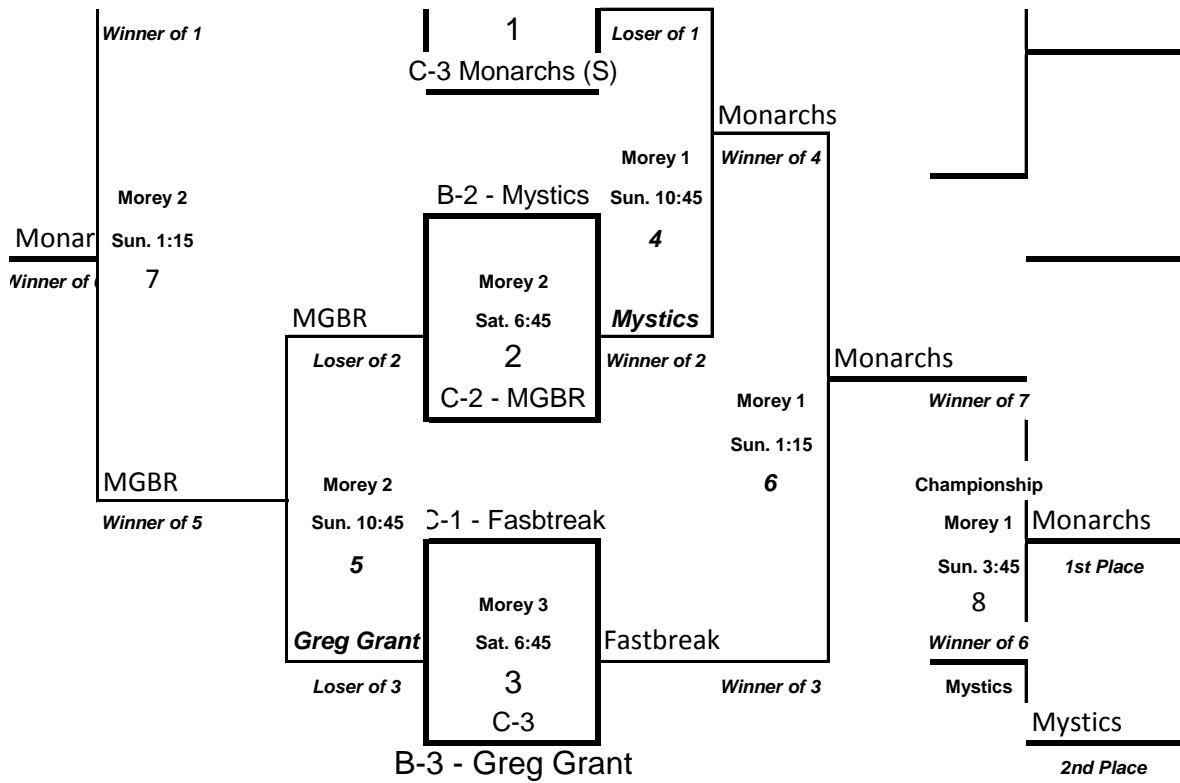 Winner of 1
1
Loser of 1
C-3 Monarchs (S)
Monarchs
Morey 1
Winner of 4
Morey 2
B-2 - Mystics
Sun. 10:45
Monar
Sun. 1:15
4
Winner of
7
Morey 2
MGBR
Sat. 6:45
Mystics
Loser of 2
2
Winner of 2
Monarchs
C-2 - MGBR
Morey 1
Winner of 7
Sun. 1:15
MGBR
Morey 2
6
Championship
Winner of 5
Sun. 10:45
C-1 - Fasbtreak
Morey 1
Monarchs
5
Sun. 3:45
1st Place
Morey 3
8
Greg Grant
Sat. 6:45
Fastbreak
Winner of 6
Loser of 3
3
Winner of 3
Mystics
C-3
Mystics
B-3 - Greg Grant
2nd Place